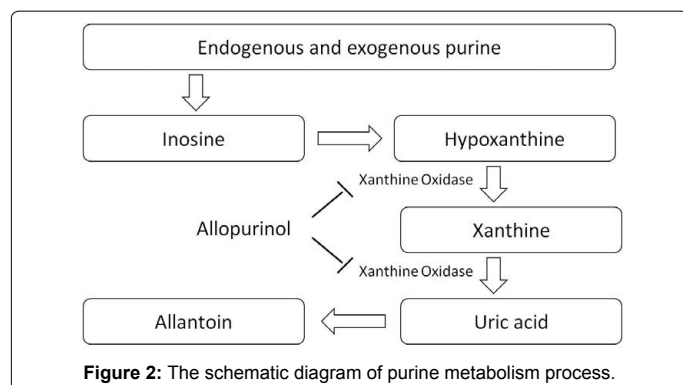 Endogenous and exogenous purine
Inosine
Hypoxanthine
Xanthine Oxidase
Allopurinol
Xanthine
Xanthine Oxidase
Allantoin
Uric acid
Figure 2: The schematic diagram of purine metabolism process.